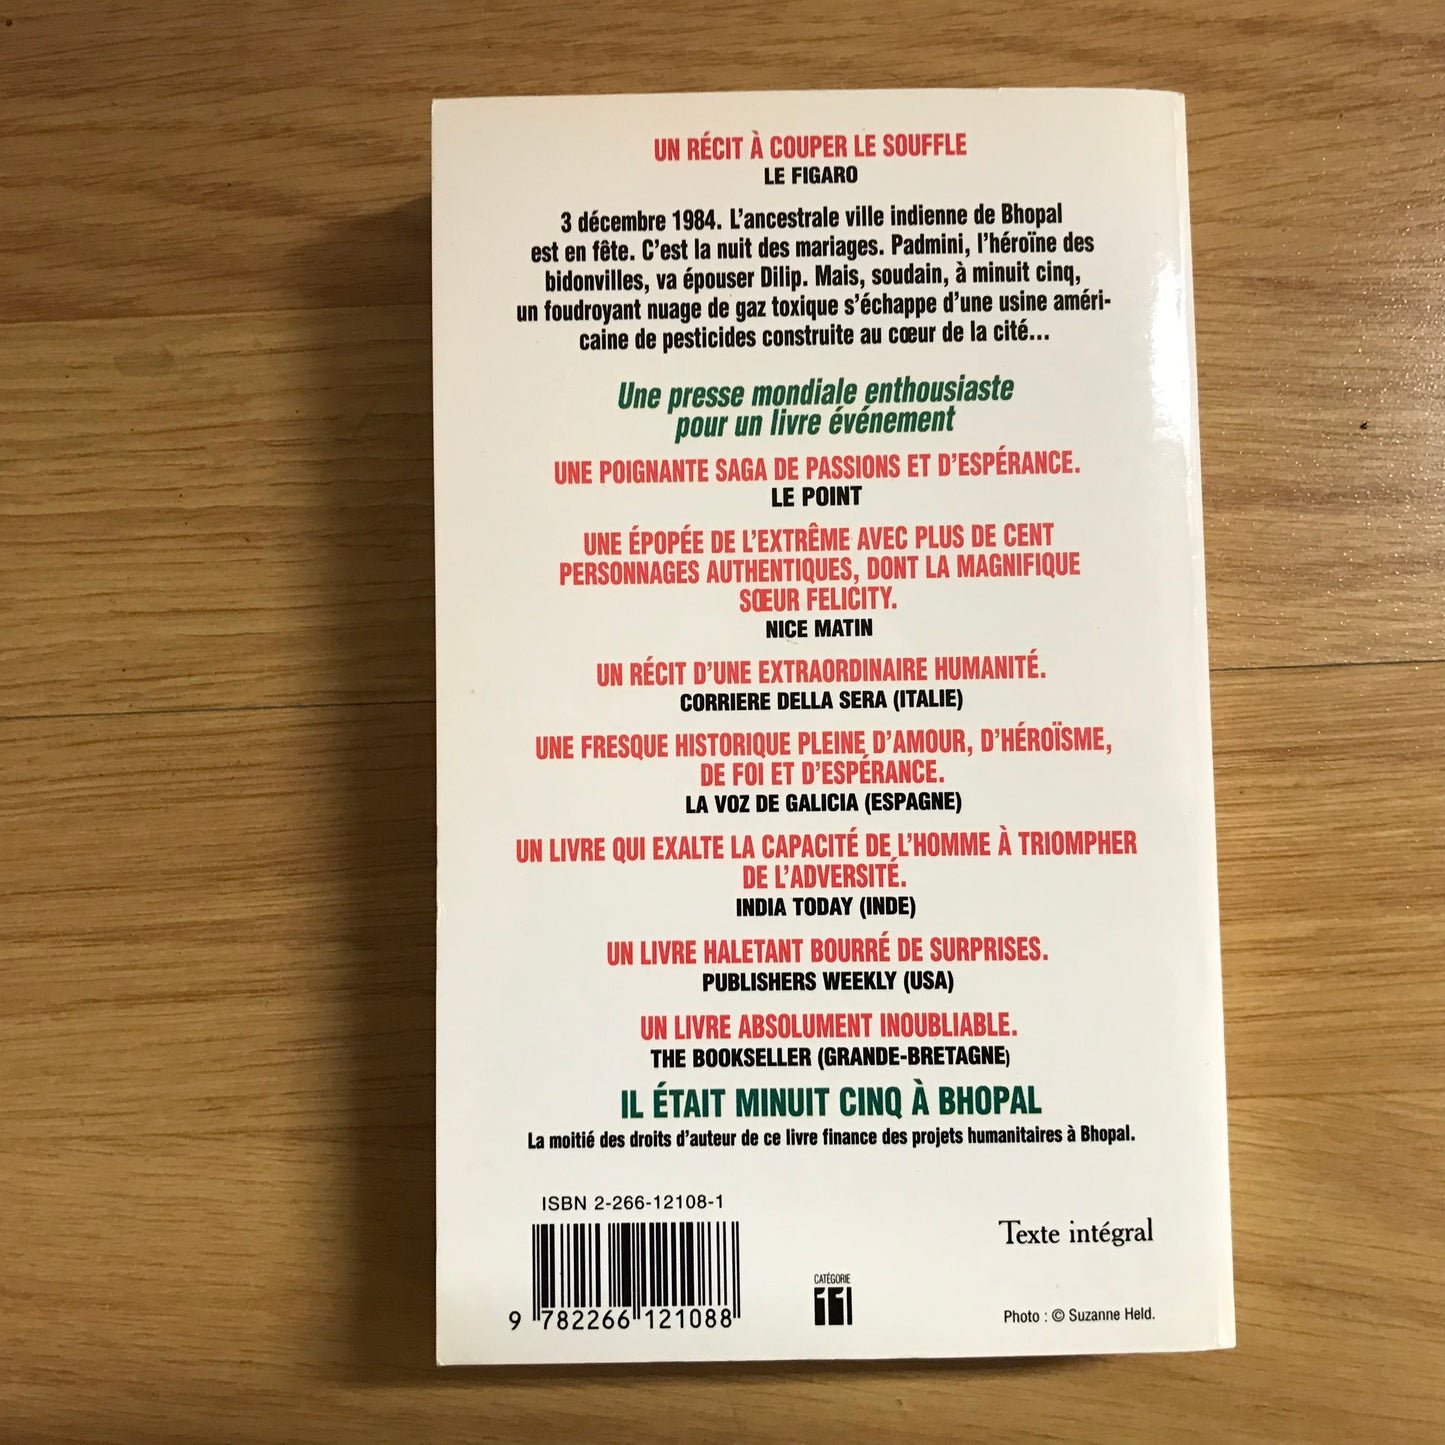 UN RÉCIT À COUPER LE SOUFFLE
LE FIGARO
3 décembre 1984. L'ancestrale ville indienne de Bhopal
est en fête. C'est la nuit des mariages. Padmini, l'héroïne des
bidonvilles, va épouser Dilip. Mais, soudain, à minuit cinq,
un foudroyant nuage de gaz toxique s'échappe d'une usine améri-
caine de pesticides construite au cœur de la cité...
Une presse mondiale enthousiaste
pour un livre événement
UNE POIGNANTE SAGA DE PASSIONS ET D'ESPÉRANCE.
LE POINT
UNE ÉPOPÉE DE L'EXTRÊME AVEC PLUS DE CENT
PERSONNAGES AUTHENTIQUES, DONT LA MAGNIFIQUE
SŒUR FELICITY.
NICE MATIN
UN RÉCIT D'UNE EXTRAORDINAIRE HUMANITÉ.
CORRIERE DELLA SERA (ITALIE)
UNE FRESQUE HISTORIQUE PLEINE D'AMOUR, D'HÉROÏSME,
DE FOI ET D'ESPÉRANCE.
LA VOZ DE GALICIA (ESPAGNE)
UN LIVRE QUI EXALTE LA CAPACITÉ DE L'HOMME À TRIOMPHER
DE L'ADVERSITÉ.
INDIA TODAY (INDE)
UN LIVRE HALETANT BOURRÉ DE SURPRISES.
PUBLISHERS WEEKLY (USA)
UN LIVRE ABSOLUMENT INOUBLIABLE.
THE BOOKSELLER (GRANDE-BRETAGNE)
IL ÉTAIT MINUIT CINQ À BHOPAL
La moitié des droits d'auteur de ce livre finance des projets humanitaires à Bhopal.
ISBN 2-266-12108-1
Texte intégral
CATÉGORIE
11
9 782266 121088
Photo : © Suzanne Held.